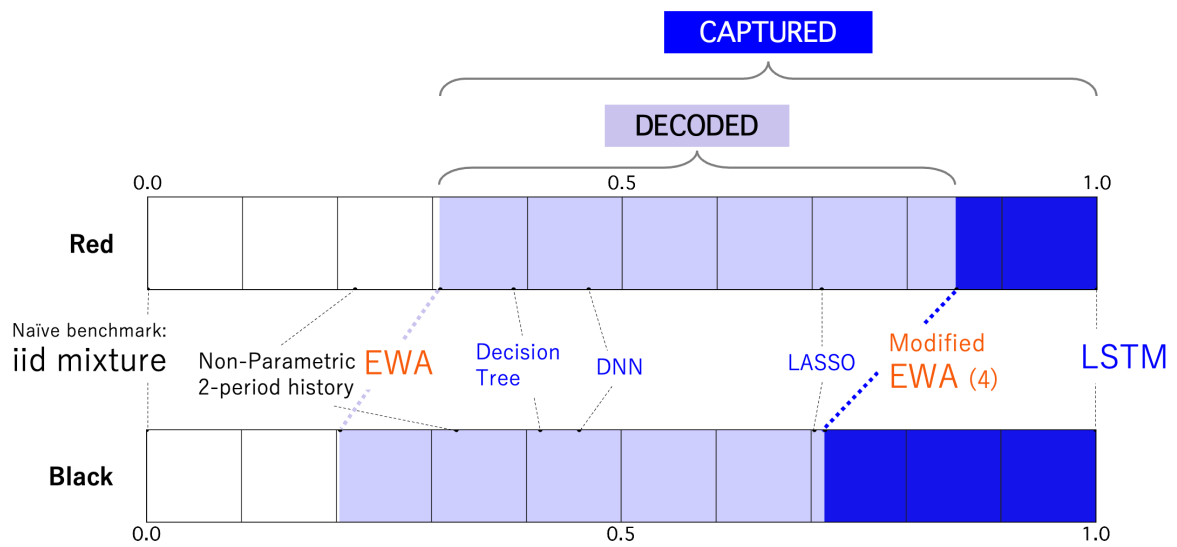 CAPTURED
DECODED
0.0
0.5
1.0
Red
Naïve benchmark:
iid mixture
Non-Parametric
2-period history
EWA
Decision
Tree
DNN
LASSO
Modified
EWA (4)
LSTM
Black
0.0
0.5
1.0